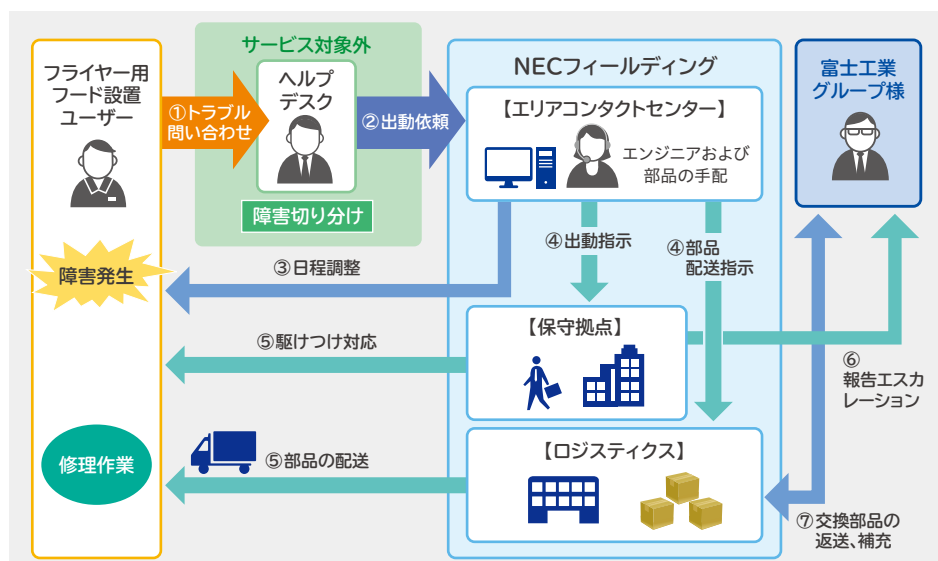 フライヤー用
フード設置
ユーザー
障害発生
修理作業
①トラブル
問い合わせ
サービス対象外
ヘルプ
デスク
障害切り分け
②出動依頼
NECフィールディング
【エリアコンタクトセンター】
エンジニアおよび
部品の手配
富士工業
グループ様
③日程調整
④出動指示
④部品
配送指示
【保守拠点】
⑤駆けつけ対応
⑥
報告エスカ
レーション
【ロジスティクス】
⑤部品の配送
⑦交換部品の
返送、補充